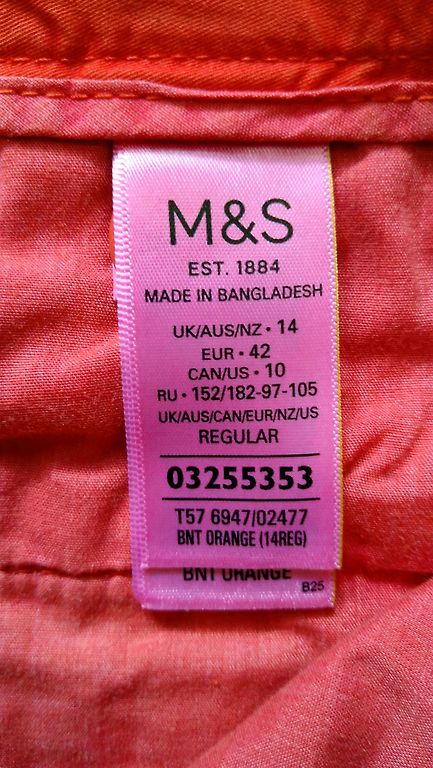 M&S
EST. 1884
MADE IN BANGLADESH
UK/AUS/NZ • 14
EUR • 42
CAN/US • 10
RU • 152/182-97-105
UK/AUS/CAN/EUR/NZ/US
REGULAR
03255353
T57 6947/02477
BNT ORANGE (14REG)
BNT ORANGE
B25